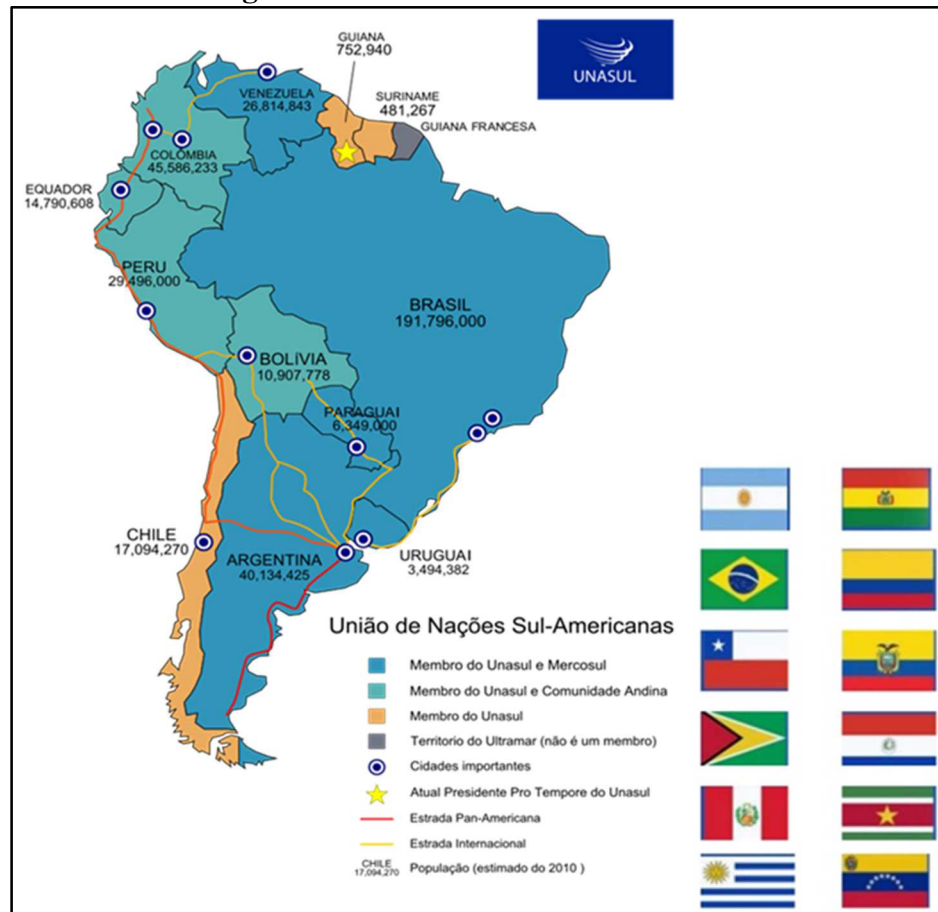 GUIANA
752,940
UNASUL
VENEZUELA
26,814,843
SURINAME
481,267
GUIANA FRANCESA
COLÔMBIA
45,586,233
EQUADOR
14,790,608
PERU
29,496,000
BRASIL
191,796,000
BOLÍVIA
10,907,778
PARAGUAI
6,349,000
CHILE
17,094,270
ARGENTINA
40,134,425
URUGUAI
3,494,382
União de Nações Sul-Americanas
Membro do Unasul e Mercosul
Membro do Unasul e Comunidade Andina
Membro do Unasul
Territorio do Ultramar (não é um membro)
Cidades importantes
Atual Presidente Pro Tempore do Unasul
Estrada Pan-Americana
Estrada Internacional
CHILE
17,094,270
População (estimado do 2010 )